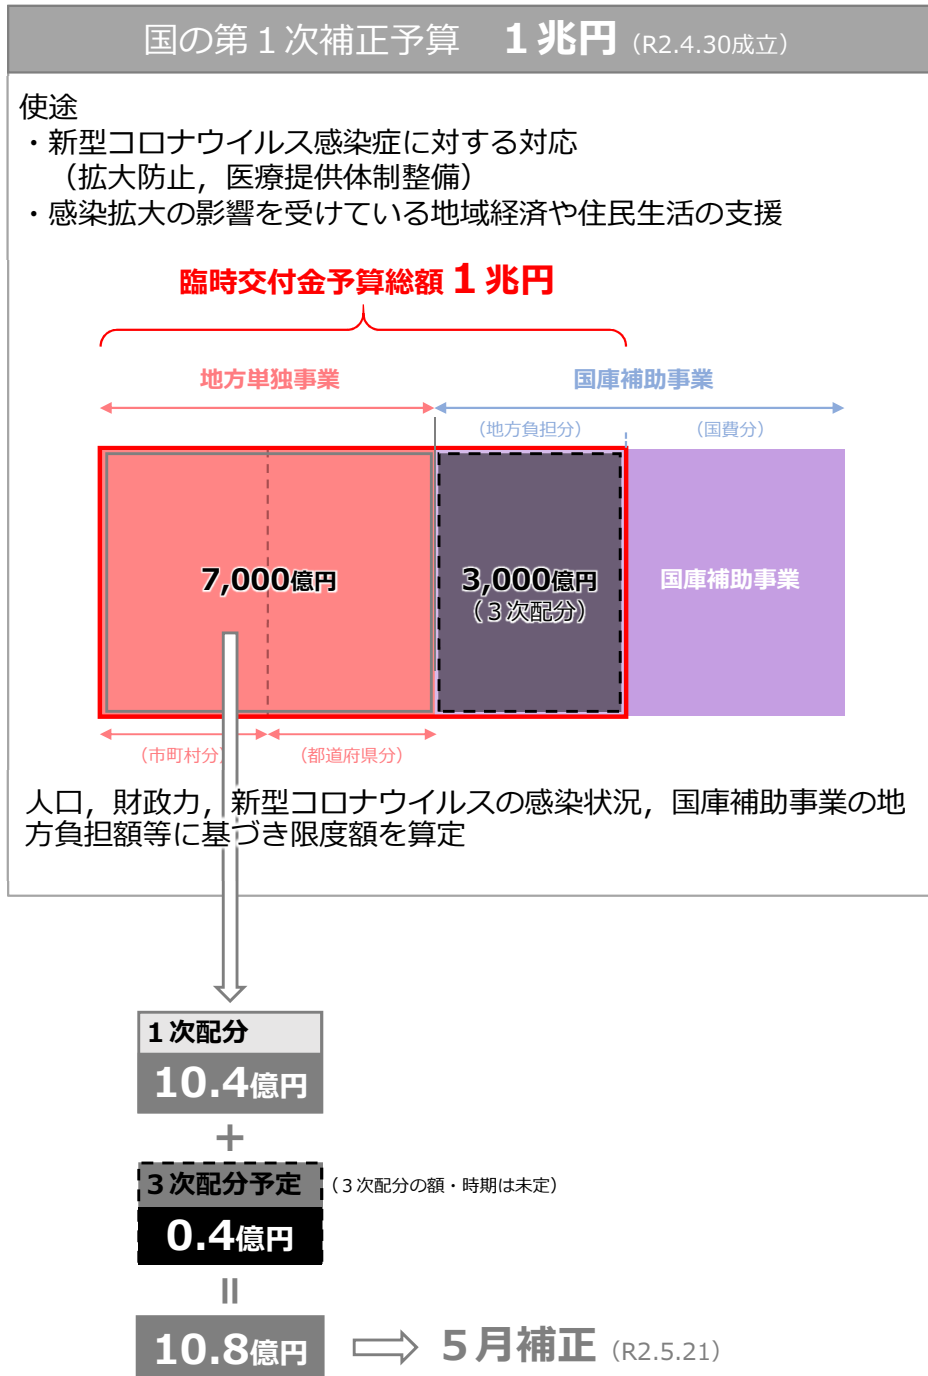 国の第１次補正予算　１兆円（R2.4.30成立）
使途
・新型コロナウイルス感染症に対する対応
（拡大防止，医療提供体制整備）
・感染拡大の影響を受けている地域経済や住民生活の支援
臨時交付金予算総額１兆円
地方単独事業
国庫補助事業
（地方負担分）
（国費分）
7,000億円
3,000億円
（３次配分）
国庫補助事業
（市町村分）
（都道府県分）
人口，財政力，新型コロナウイルスの感染状況，国庫補助事業の地
方負担額等に基づき限度額を算定
１次配分
10.4億円
＋
３次配分予定
（３次配分の額・時期は未定）
0.4億円
＝
10.8億円
５月補正（R2.5.21）